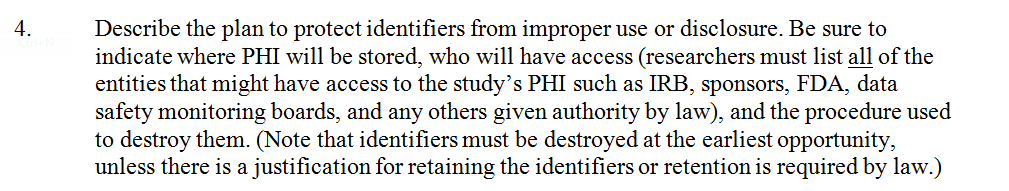 4. Describe the plan to protect identifiers from improper use or disclosure. Be sure to
indicate where PHI will be stored, who will have access (researchers must list all of the
entities that might have access to the study's PHI such as IRB, sponsors, FDA, data
safety monitoring boards, and any others given authority by law), and the procedure used
to destroy them. (Note that identifiers must be destroyed at the earliest opportunity,
unless there is a justification for retaining the identifiers or retention is required by law.)